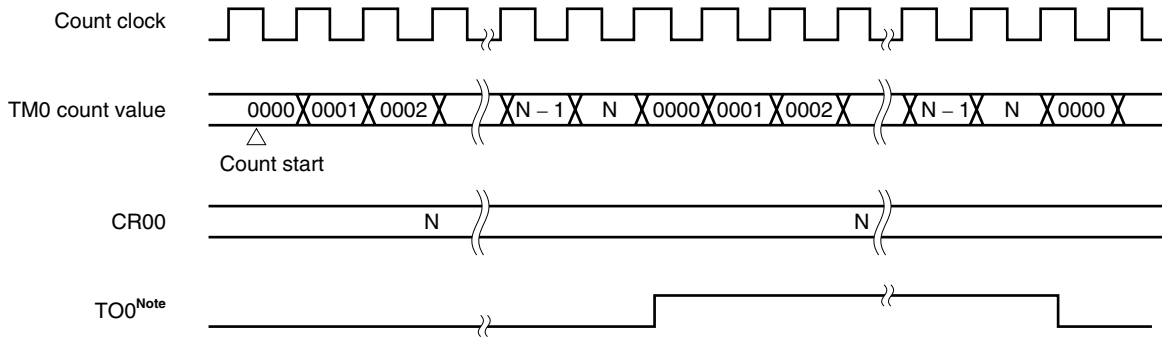 Count clock
TM0 count value 0000 0001 0002 N – 1 N 0000 0001 0002 N – 1 N 0000
Count start
CR00 N N
TO0Note